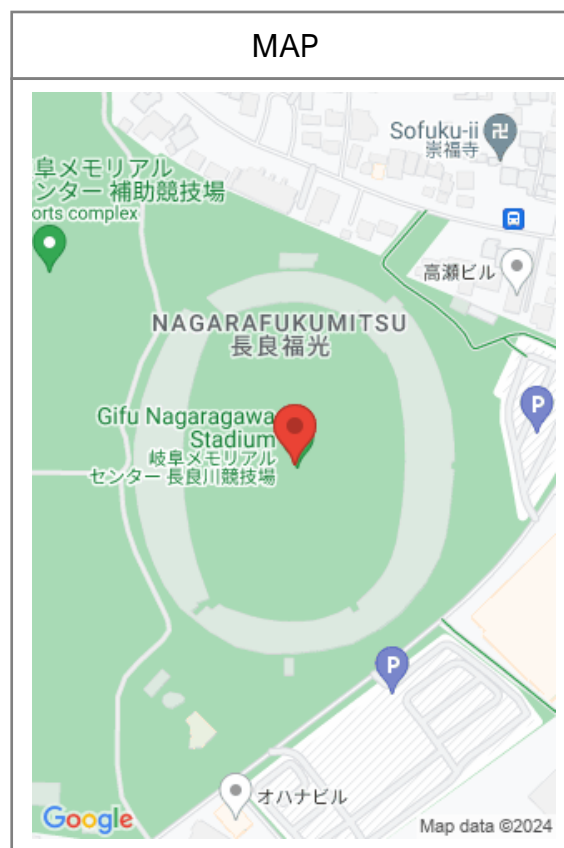 MAP
Sofuku-ji
崇福寺
阜メモリアル
ンター 補助競技場
orts complex
高瀬ビル
NAGARAFUKUMITSU
長良福光
P
Gifu Nagaragawa
Stadium
岐阜メモリアル
センター 長良川競技場
P
オハナビル
Google
Map data ©2024